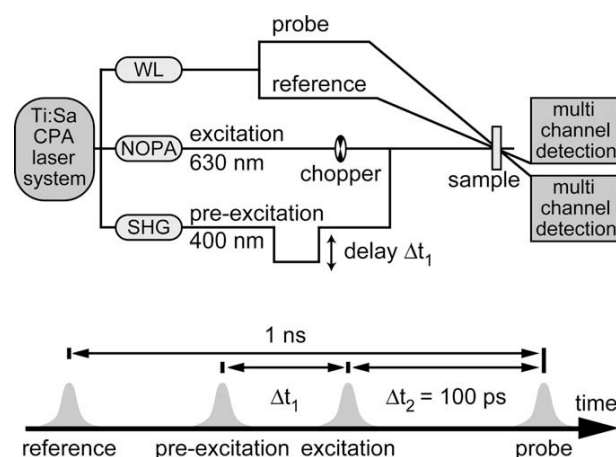 probe
WL
reference
Ti:Sa
CPA
laser
system
NOPA
excitation
630 nm
chopper
sample
multi
channel
detection
multi
channel
detection
SHG
pre-excitation
400 nm
delay Δt₁
1 ns
Δt₁
Δt₂ = 100 ps
time
reference
pre-excitation
excitation
probe